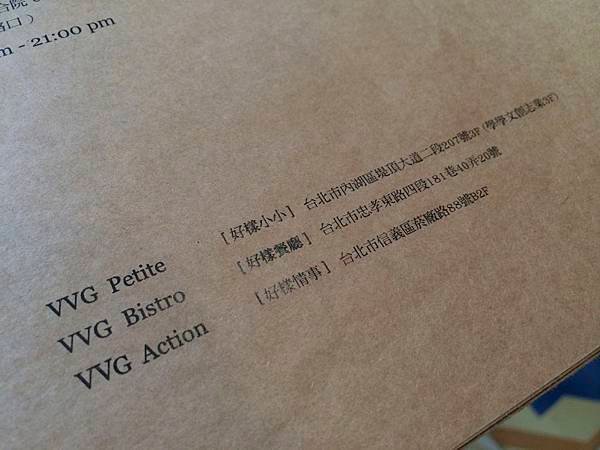 合院
路口）
m - 21:00 pm
VVG Petite [好樣小小] 台北市內湖區堤頂大道二段207號3F (學學文創志業3F)
VVG Bistro [好樣餐廳] 台北市忠孝東路四段181巷40弄20號
VVG Action [好樣情事] 台北市信義區菸廠路88號B2F